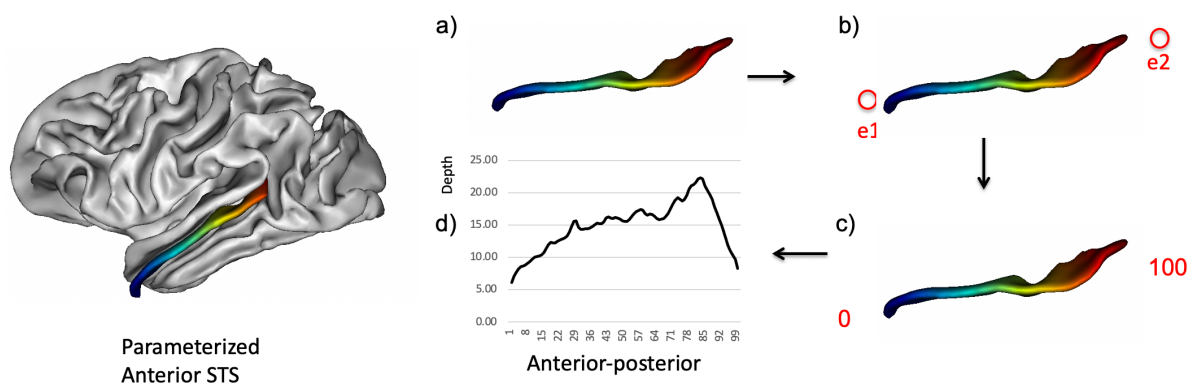 a)
b)
e2
e1
Depth
25.00
20.00
15.00
10.00
5.00
0.00
1 8 15 22 29 36 43 50 57 64 71 78 85 92 99
Anterior-posterior
d)
c)
100
0
Parameterized
Anterior STS